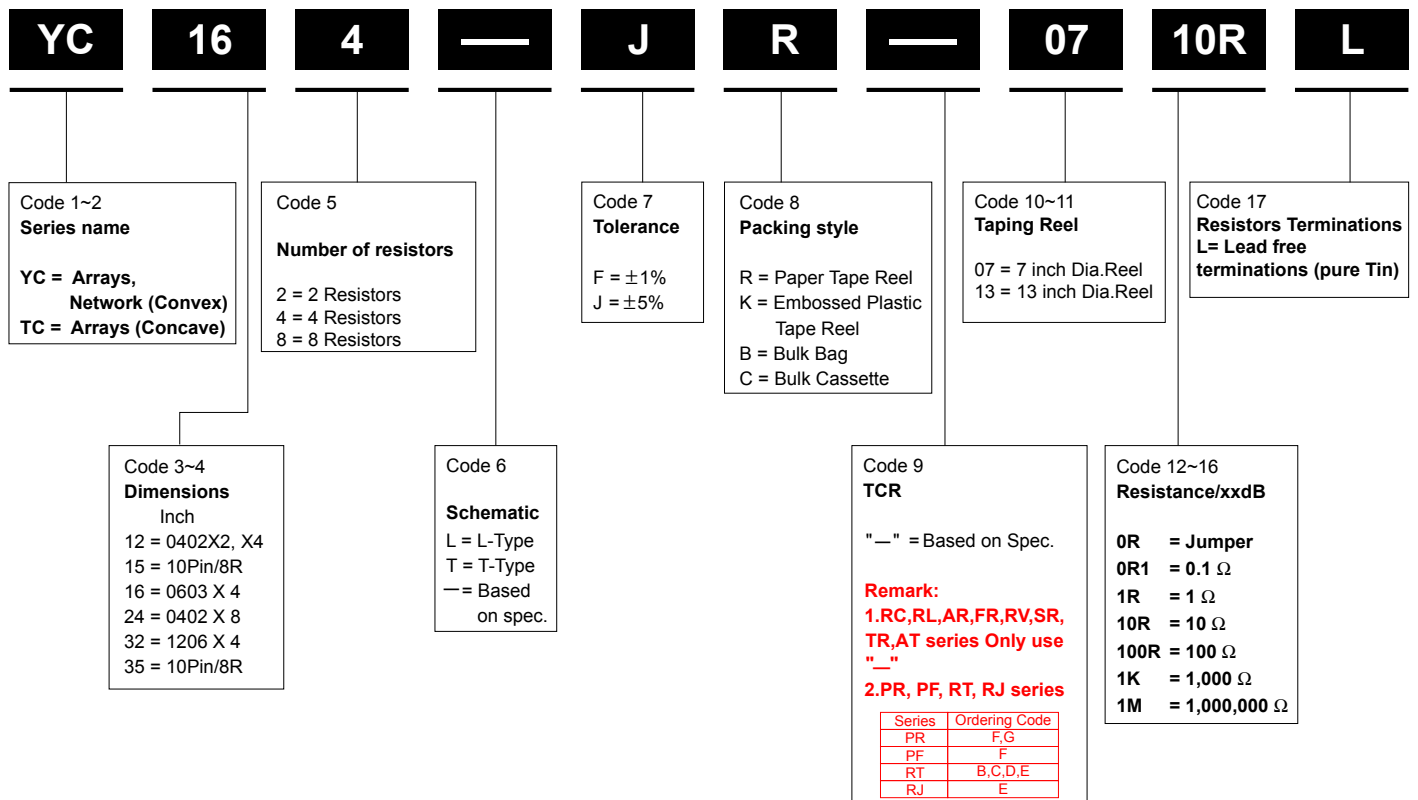 YC 16 4 — J R — 07 10R L
Code 1~2
Series name
YC = Arrays,
Network (Convex)
TC = Arrays (Concave)
Code 5
Number of resistors
2 = 2 Resistors
4 = 4 Resistors
8 = 8 Resistors
Code 7
Tolerance
F = ±1%
J = ±5%
Code 8
Packing style
R = Paper Tape Reel
K = Embossed Plastic
Tape Reel
B = Bulk Bag
C = Bulk Cassette
Code 10~11
Taping Reel
07 = 7 inch Dia.Reel
13 = 13 inch Dia.Reel
Code 17
Resistors Terminations
L= Lead free
terminations (pure Tin)
Code 3~4
Dimensions
Inch
12 = 0402X2, X4
15 = 10Pin/8R
16 = 0603 X 4
24 = 0402 X 8
32 = 1206 X 4
35 = 10Pin/8R
Code 6
Schematic
L = L-Type
T = T-Type
— = Based
on spec.
Code 9
TCR
"—" = Based on Spec.
Remark:
1.RC,RL,AR,FR,RV,SR,
TR,AT series Only use
"—"
2.PR, PF, RT, RJ series
Series Ordering Code
PR F,G
PF F
RT B,C,D,E
RJ E
Code 12~16
Resistance/xxdB
0R = Jumper
0R1 = 0.1 Ω
1R = 1 Ω
10R = 10 Ω
100R = 100 Ω
1K = 1,000 Ω
1M = 1,000,000 Ω